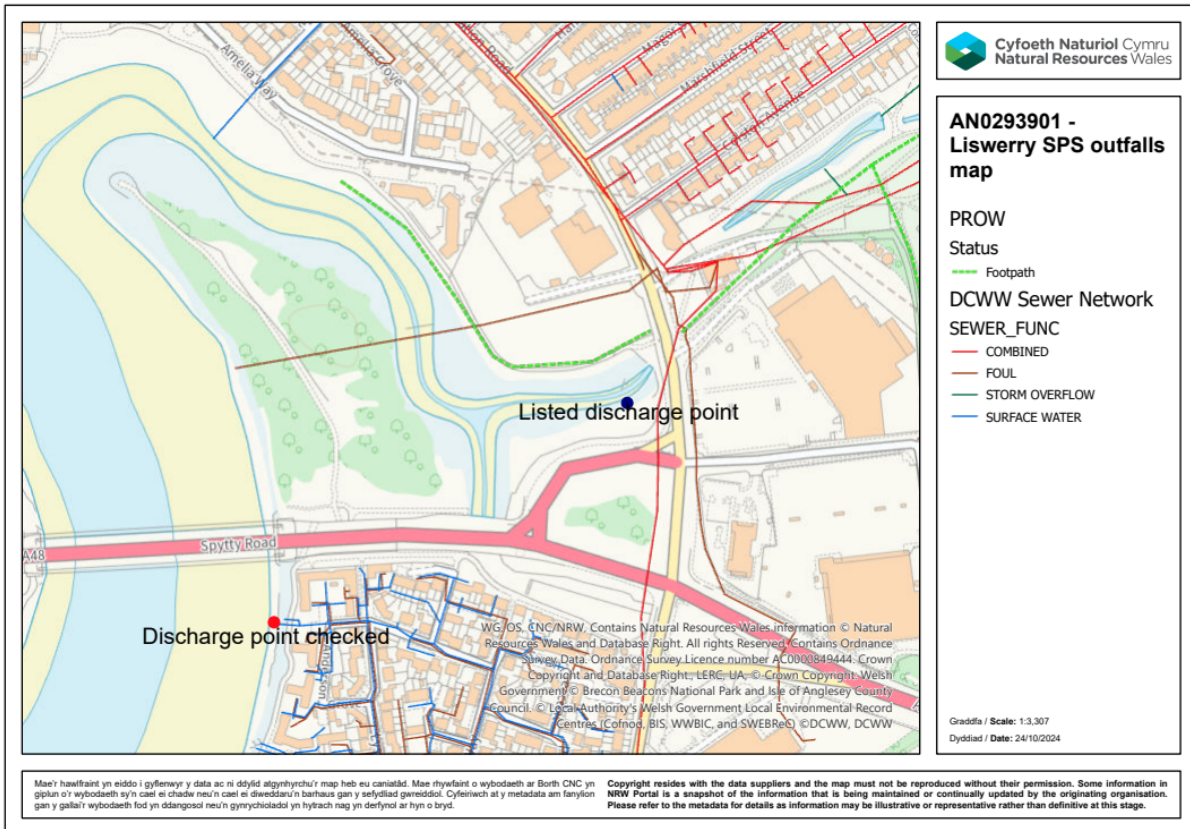 Amelia Way
Amelia Grove
Magor
Marshfield Street
Caerleigh Avenue
Listed discharge point
Spytty Road
A48
Discharge point checked
Anderson
WG, OS, CNC/NRW, Contains Natural Resources Wales information © Natural
Resources Wales and Database Right. All rights Reserved. Contains Ordnance
Survey Data. Ordnance Survey Licence number AC0000849444. Crown
Copyright and Database Right., LERC, UA, © Crown Copyright. Welsh
Government © Brecon Beacons National Park and Isle of Anglesey County
Council. © Local Authority's Welsh Government Local Environmental Record
Centres (Cofnod, BIS, WWBIC, and SWEBReC) ©DCWW, DCWW
Cyfoeth Naturiol Cymru
Natural Resources Wales
AN0293901 -
Liswerry SPS outfalls
map
PROW
Status
Footpath
DCWW Sewer Network
SEWER_FUNC
COMBINED
FOUL
STORM OVERFLOW
SURFACE WATER
Graddfa / Scale: 1:3,307
Dyddiad / Date: 24/10/2024
Mae'r hawlfraint yn eiddo i gyflenwyr y data ac ni ddylid atgynhyrchu'r map heb eu caniatâd. Mae rhywfaint o wybodaeth ar Borth CNC yn
giplun o'r wybodaeth sy'n cael ei chadw neu'n cael ei diweddaru'n barhaus gan y sefydliad gwreiddiol. Cyfeiriwch at y metadata am fanylion
gan y gallai'r wybodaeth fod yn ddangosol neu'n gynrychioladol yn hytrach nag yn derfynol ar hyn o bryd.
Copyright resides with the data suppliers and the map must not be reproduced without their permission. Some information in
NRW Portal is a snapshot of the information that is being maintained or continually updated by the originating organisation.
Please refer to the metadata for details as information may be illustrative or representative rather than definitive at this stage.